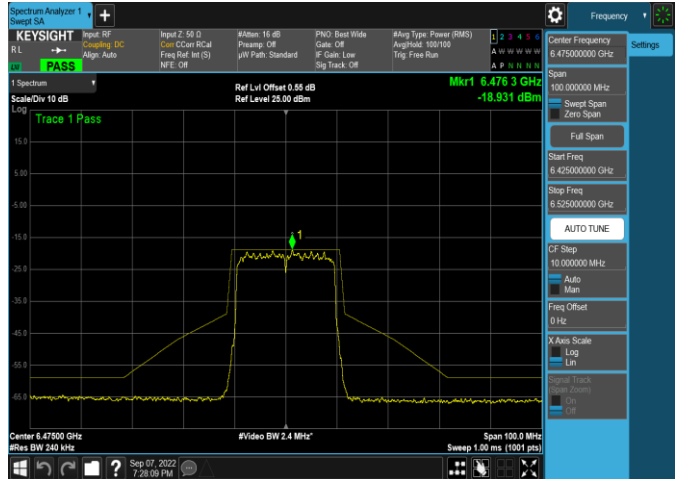 Spectrum Analyzer 1
Swept SA
Frequency
KEYSIGHT
R L
PASS
Input: RF
Coupling: DC
Align: Auto
Input Z: 50 Ω
Corr CCorr RCal
Freq Ref: Int (S)
NFE: Off
#Atten: 16 dB
Preamp: Off
µW Path: Standard
PNO: Best Wide
Gate: Off
IF Gain: Low
Sig Track: Off
#Avg Type: Power (RMS)
Avg|Hold: 100/100
Trig: Free Run
1 2 3 4 5 6
A W W W W W
A P N N N N
1 Spectrum
Scale/Div 10 dB
Log
Ref Lvl Offset 0.55 dB
Ref Level 25.00 dBm
Mkr1 6.476 3 GHz
-18.931 dBm
Trace 1 Pass
15.0
5.00
-5.00
-15.0
-25.0
-35.0
-45.0
-55.0
-65.0
1
Center 6.47500 GHz
#Res BW 240 kHz
#Video BW 2.4 MHz*
Span 100.0 MHz
Sweep 1.00 ms (1001 pts)
Sep 07, 2022
7:28:09 PM
Center Frequency
6.475000000 GHz
Settings
Span
100.000000 MHz
Swept Span
Zero Span
Full Span
Start Freq
6.425000000 GHz
Stop Freq
6.525000000 GHz
AUTO TUNE
CF Step
10.000000 MHz
Auto
Man
Freq Offset
0 Hz
X Axis Scale
Log
Lin
Signal Track
(Span Zoom)
On
Off